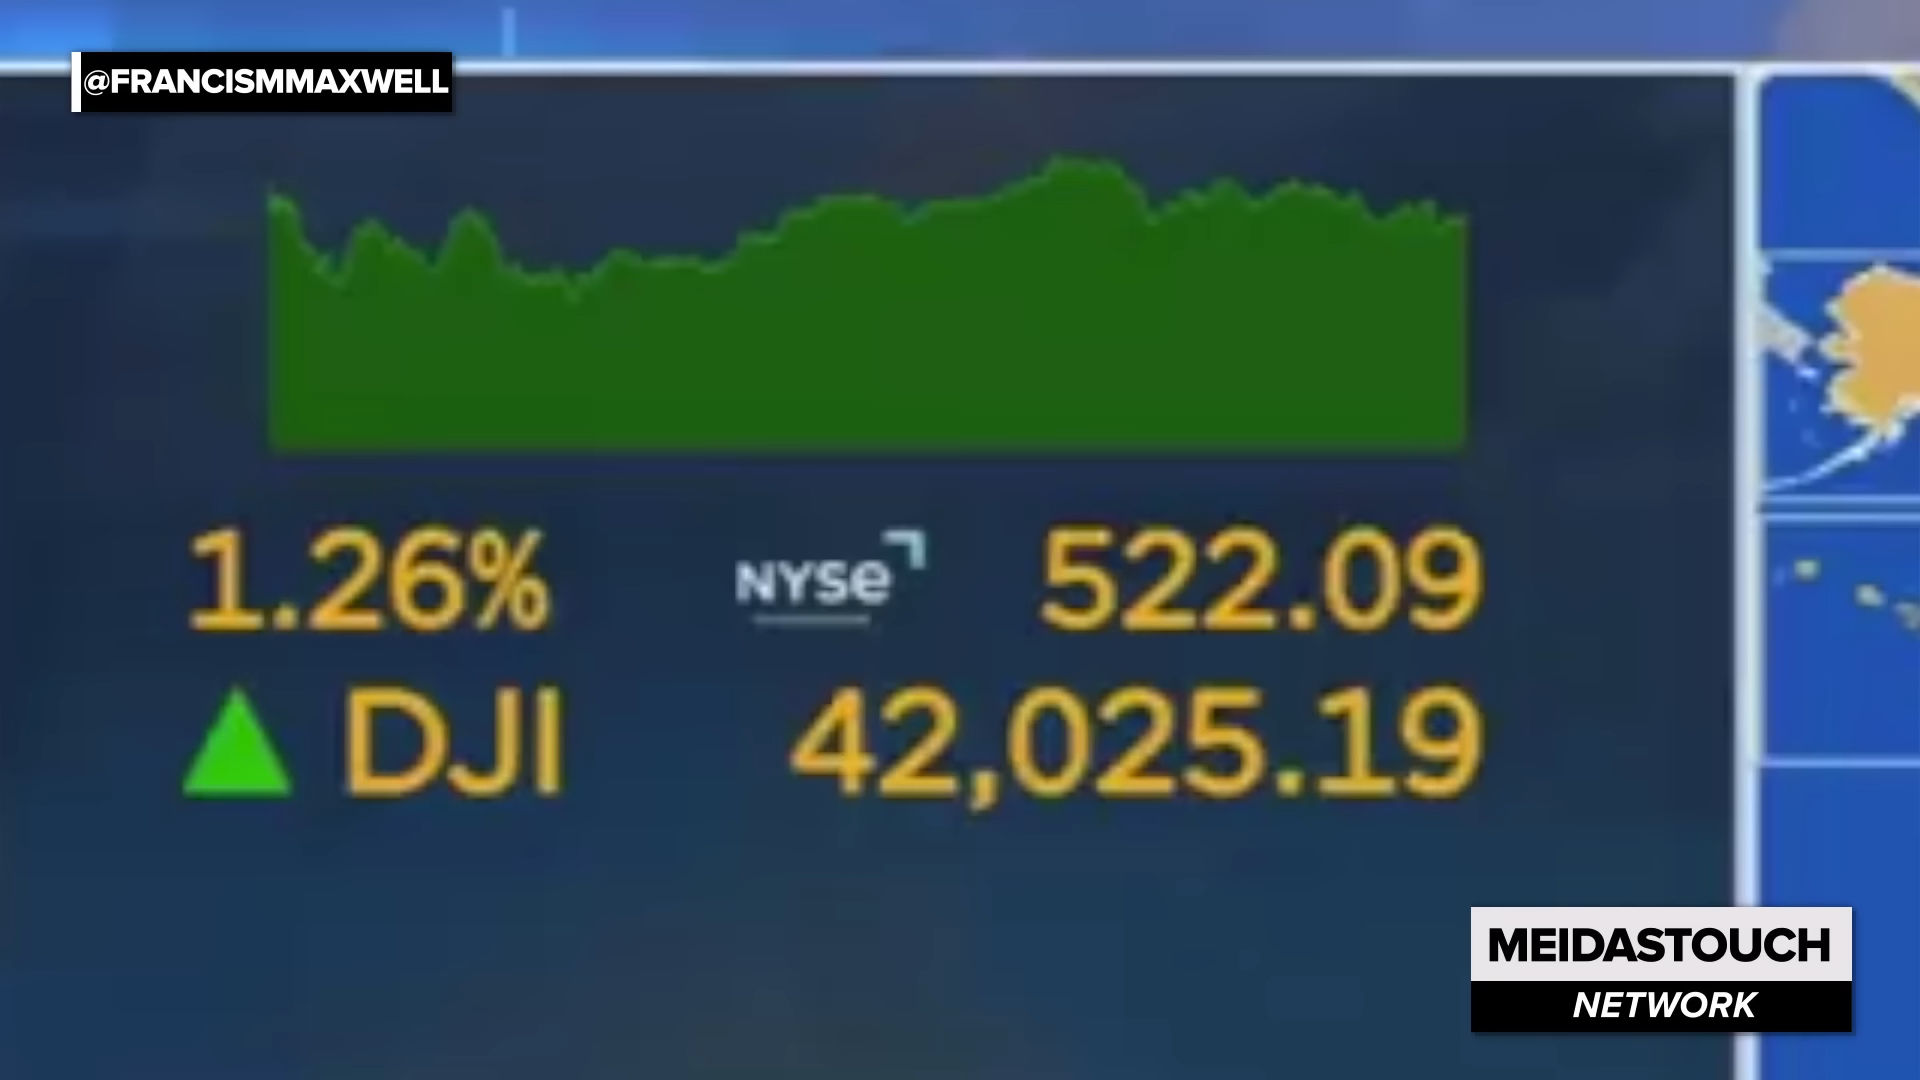 @FRANCISMMAXWELL
1.26% NYSE 522.09
DJI 42,025.19
MEIDASTOUCH
NETWORK